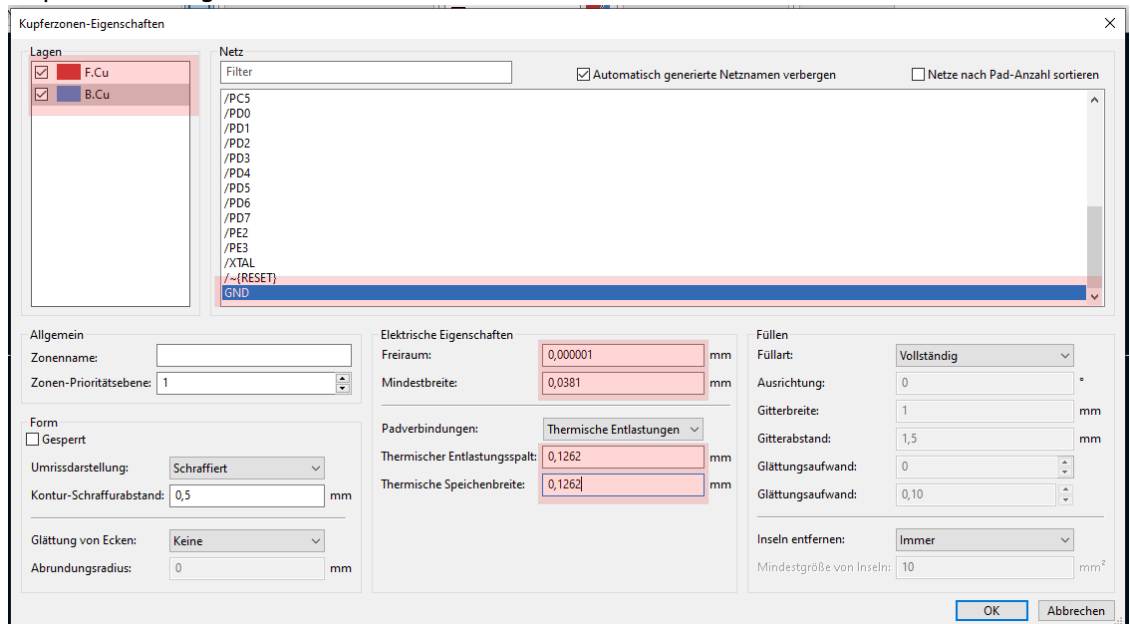 Kupferzonen-Eigenschaften
Lagen
F.Cu
B.Cu
Netz
Filter
Automatisch generierte Netznamen verbergen
Netze nach Pad-Anzahl sortieren
/PC5
/PD0
/PD1
/PD2
/PD3
/PD4
/PD5
/PD6
/PD7
/PE2
/PE3
/XTAL
/~{RESET}
GND
Allgemein
Zonenname:
Zonen-Prioritätsebene: 1
Form
Gesperrt
Umrissdarstellung: Schraffiert
Kontur-Schraffurabstand: 0,5 mm
Glättung von Ecken: Keine
Abrundungsradius: 0 mm
Elektrische Eigenschaften
Freiraum: 0,000001 mm
Mindestbreite: 0,0381 mm
Padverbindungen: Thermische Entlastungen
Thermischer Entlastungsspalt: 0,1262 mm
Thermische Speichenbreite: 0,1262 mm
Füllen
Füllart: Vollständig
Ausrichtung: 0 °
Gitterbreite: 1 mm
Gitterabstand: 1,5 mm
Glättungsaufwand: 0
Glättungsaufwand: 0,10
Inseln entfernen: Immer
Mindestgröße von Inseln: 10 mm²
OK Abbrechen